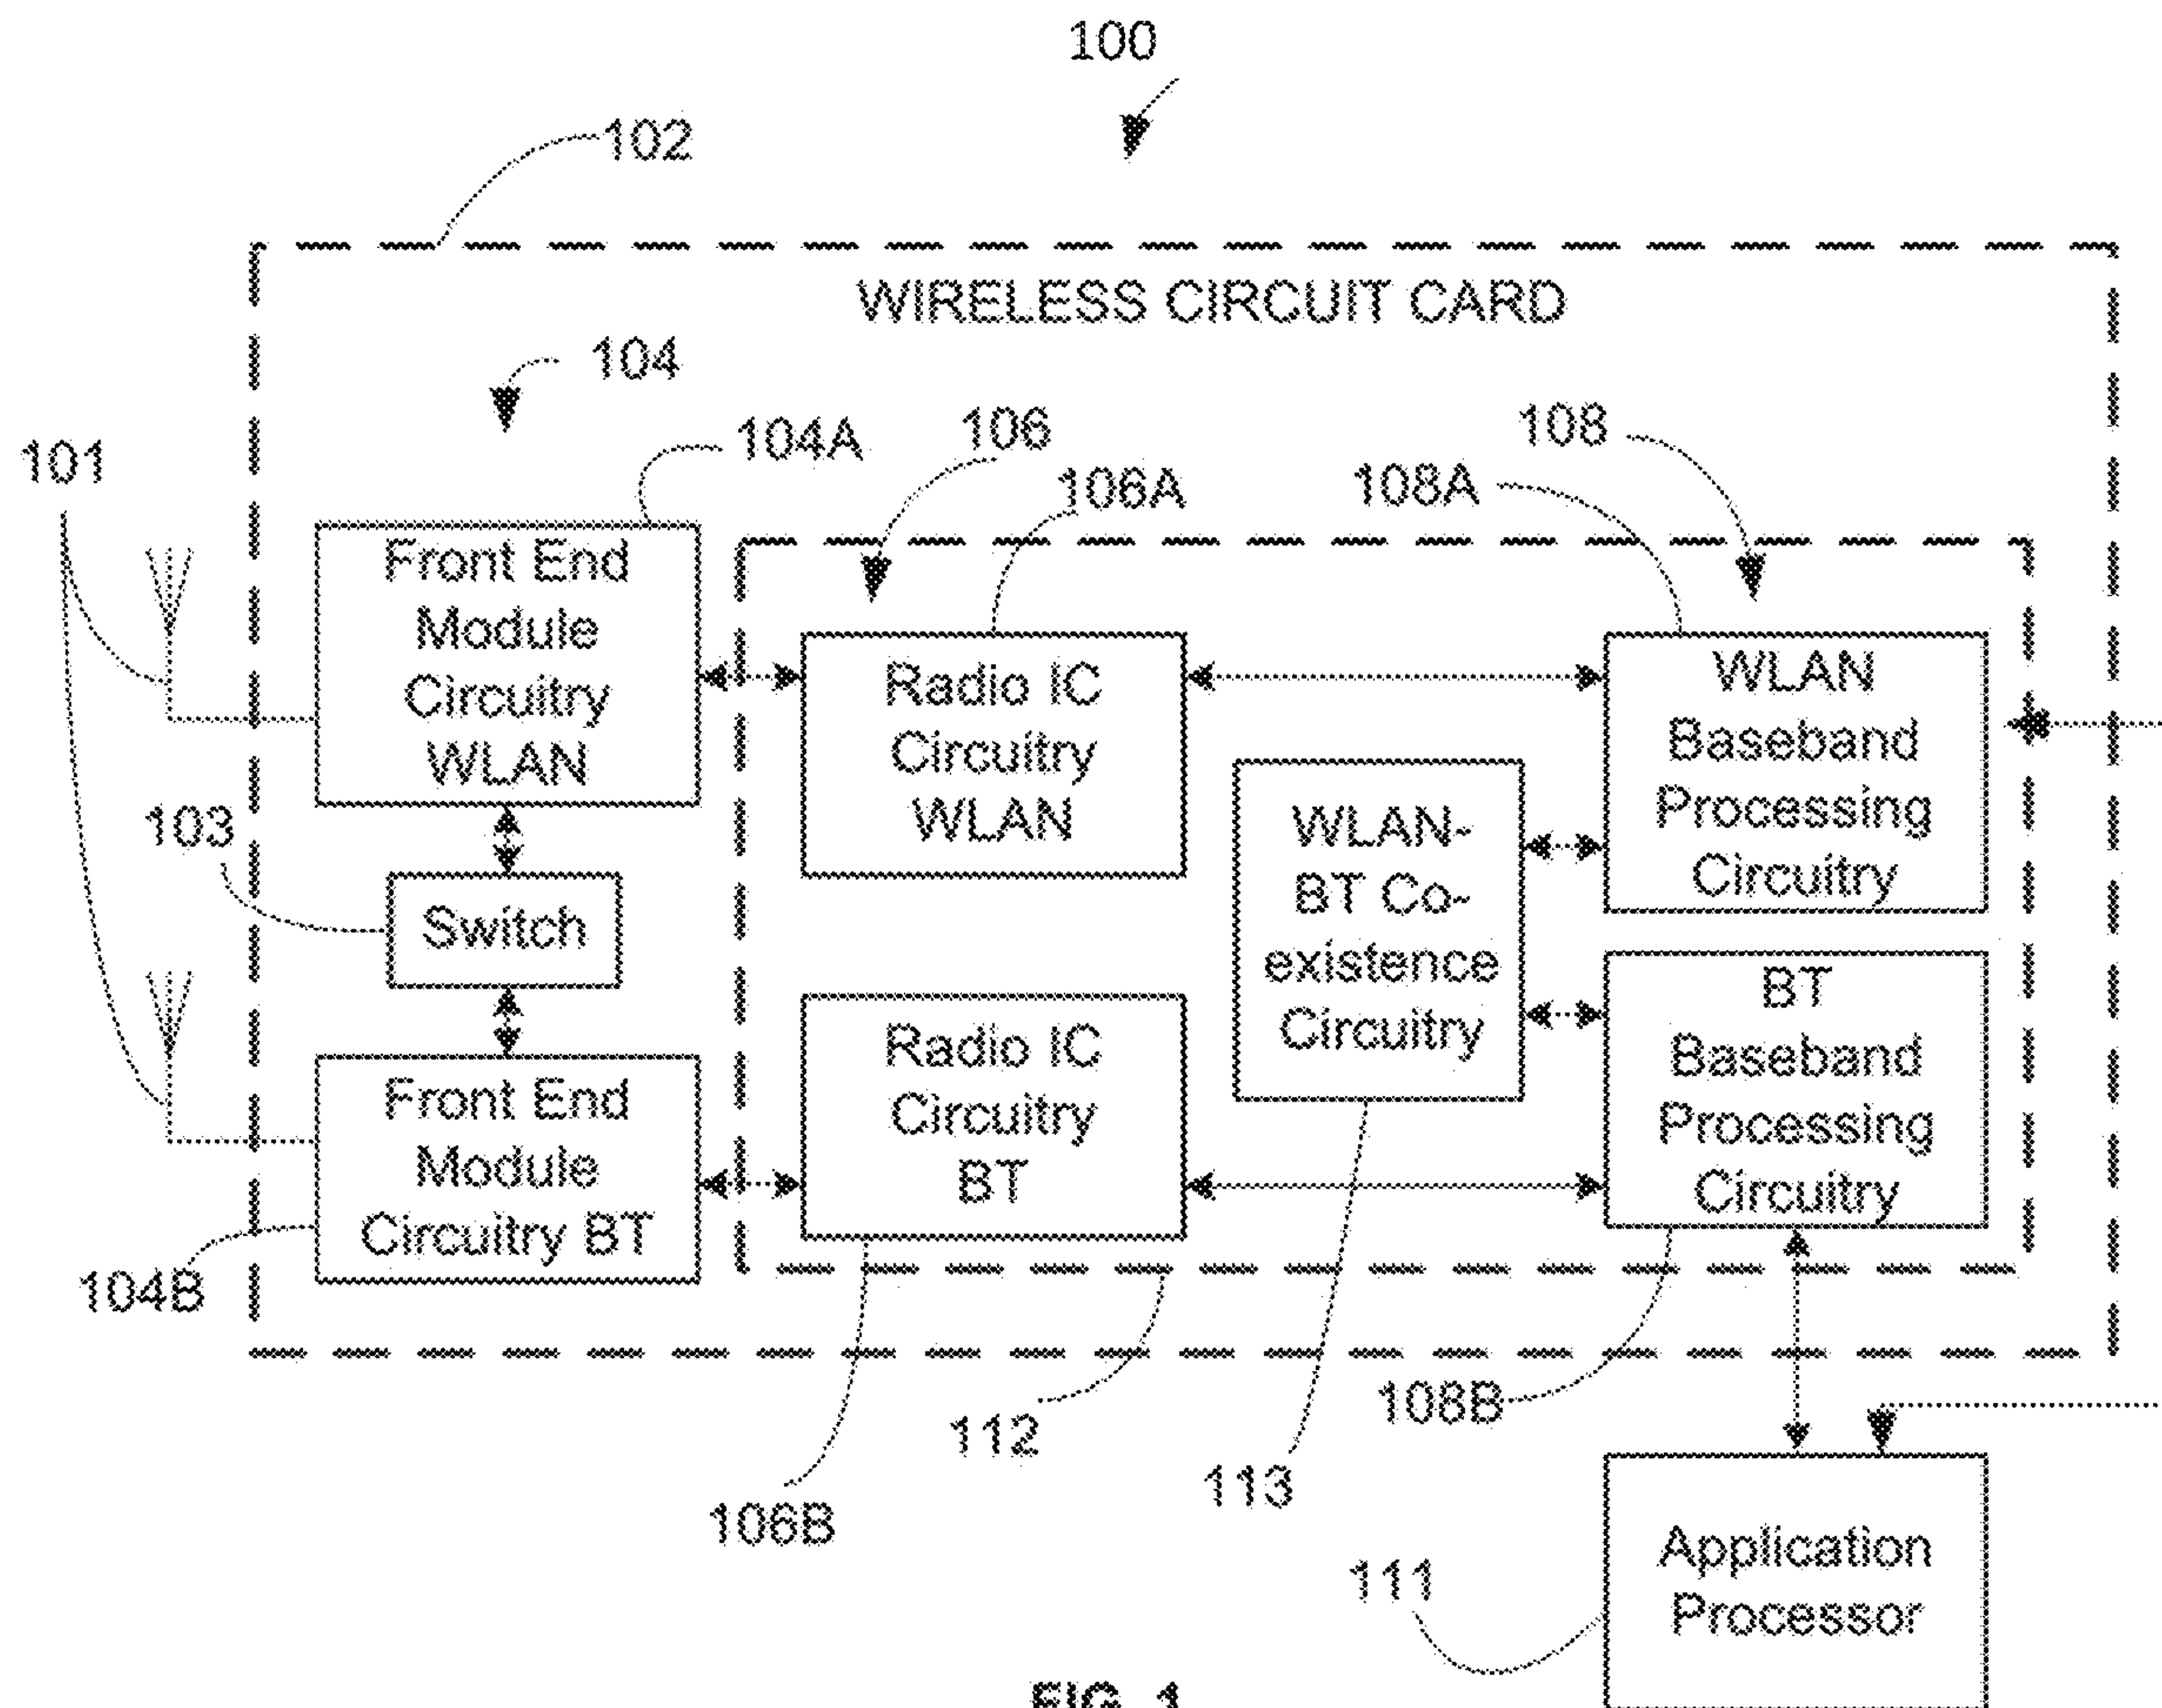 100
102
WIRELESS CIRCUIT CARD
104
104A
106
106A
108
108A
101
Front End
Module
Circuitry
WLAN
Radio IC
Circuitry
WLAN
WLAN
Baseband
Processing
Circuitry
103
Switch
WLAN-
BT Co-
existence
Circuitry
Front End
Module
Circuitry BT
Radio IC
Circuitry
BT
BT
Baseband
Processing
Circuitry
104B
106B
112
113
108B
111
Application
Processor
FIG. 1